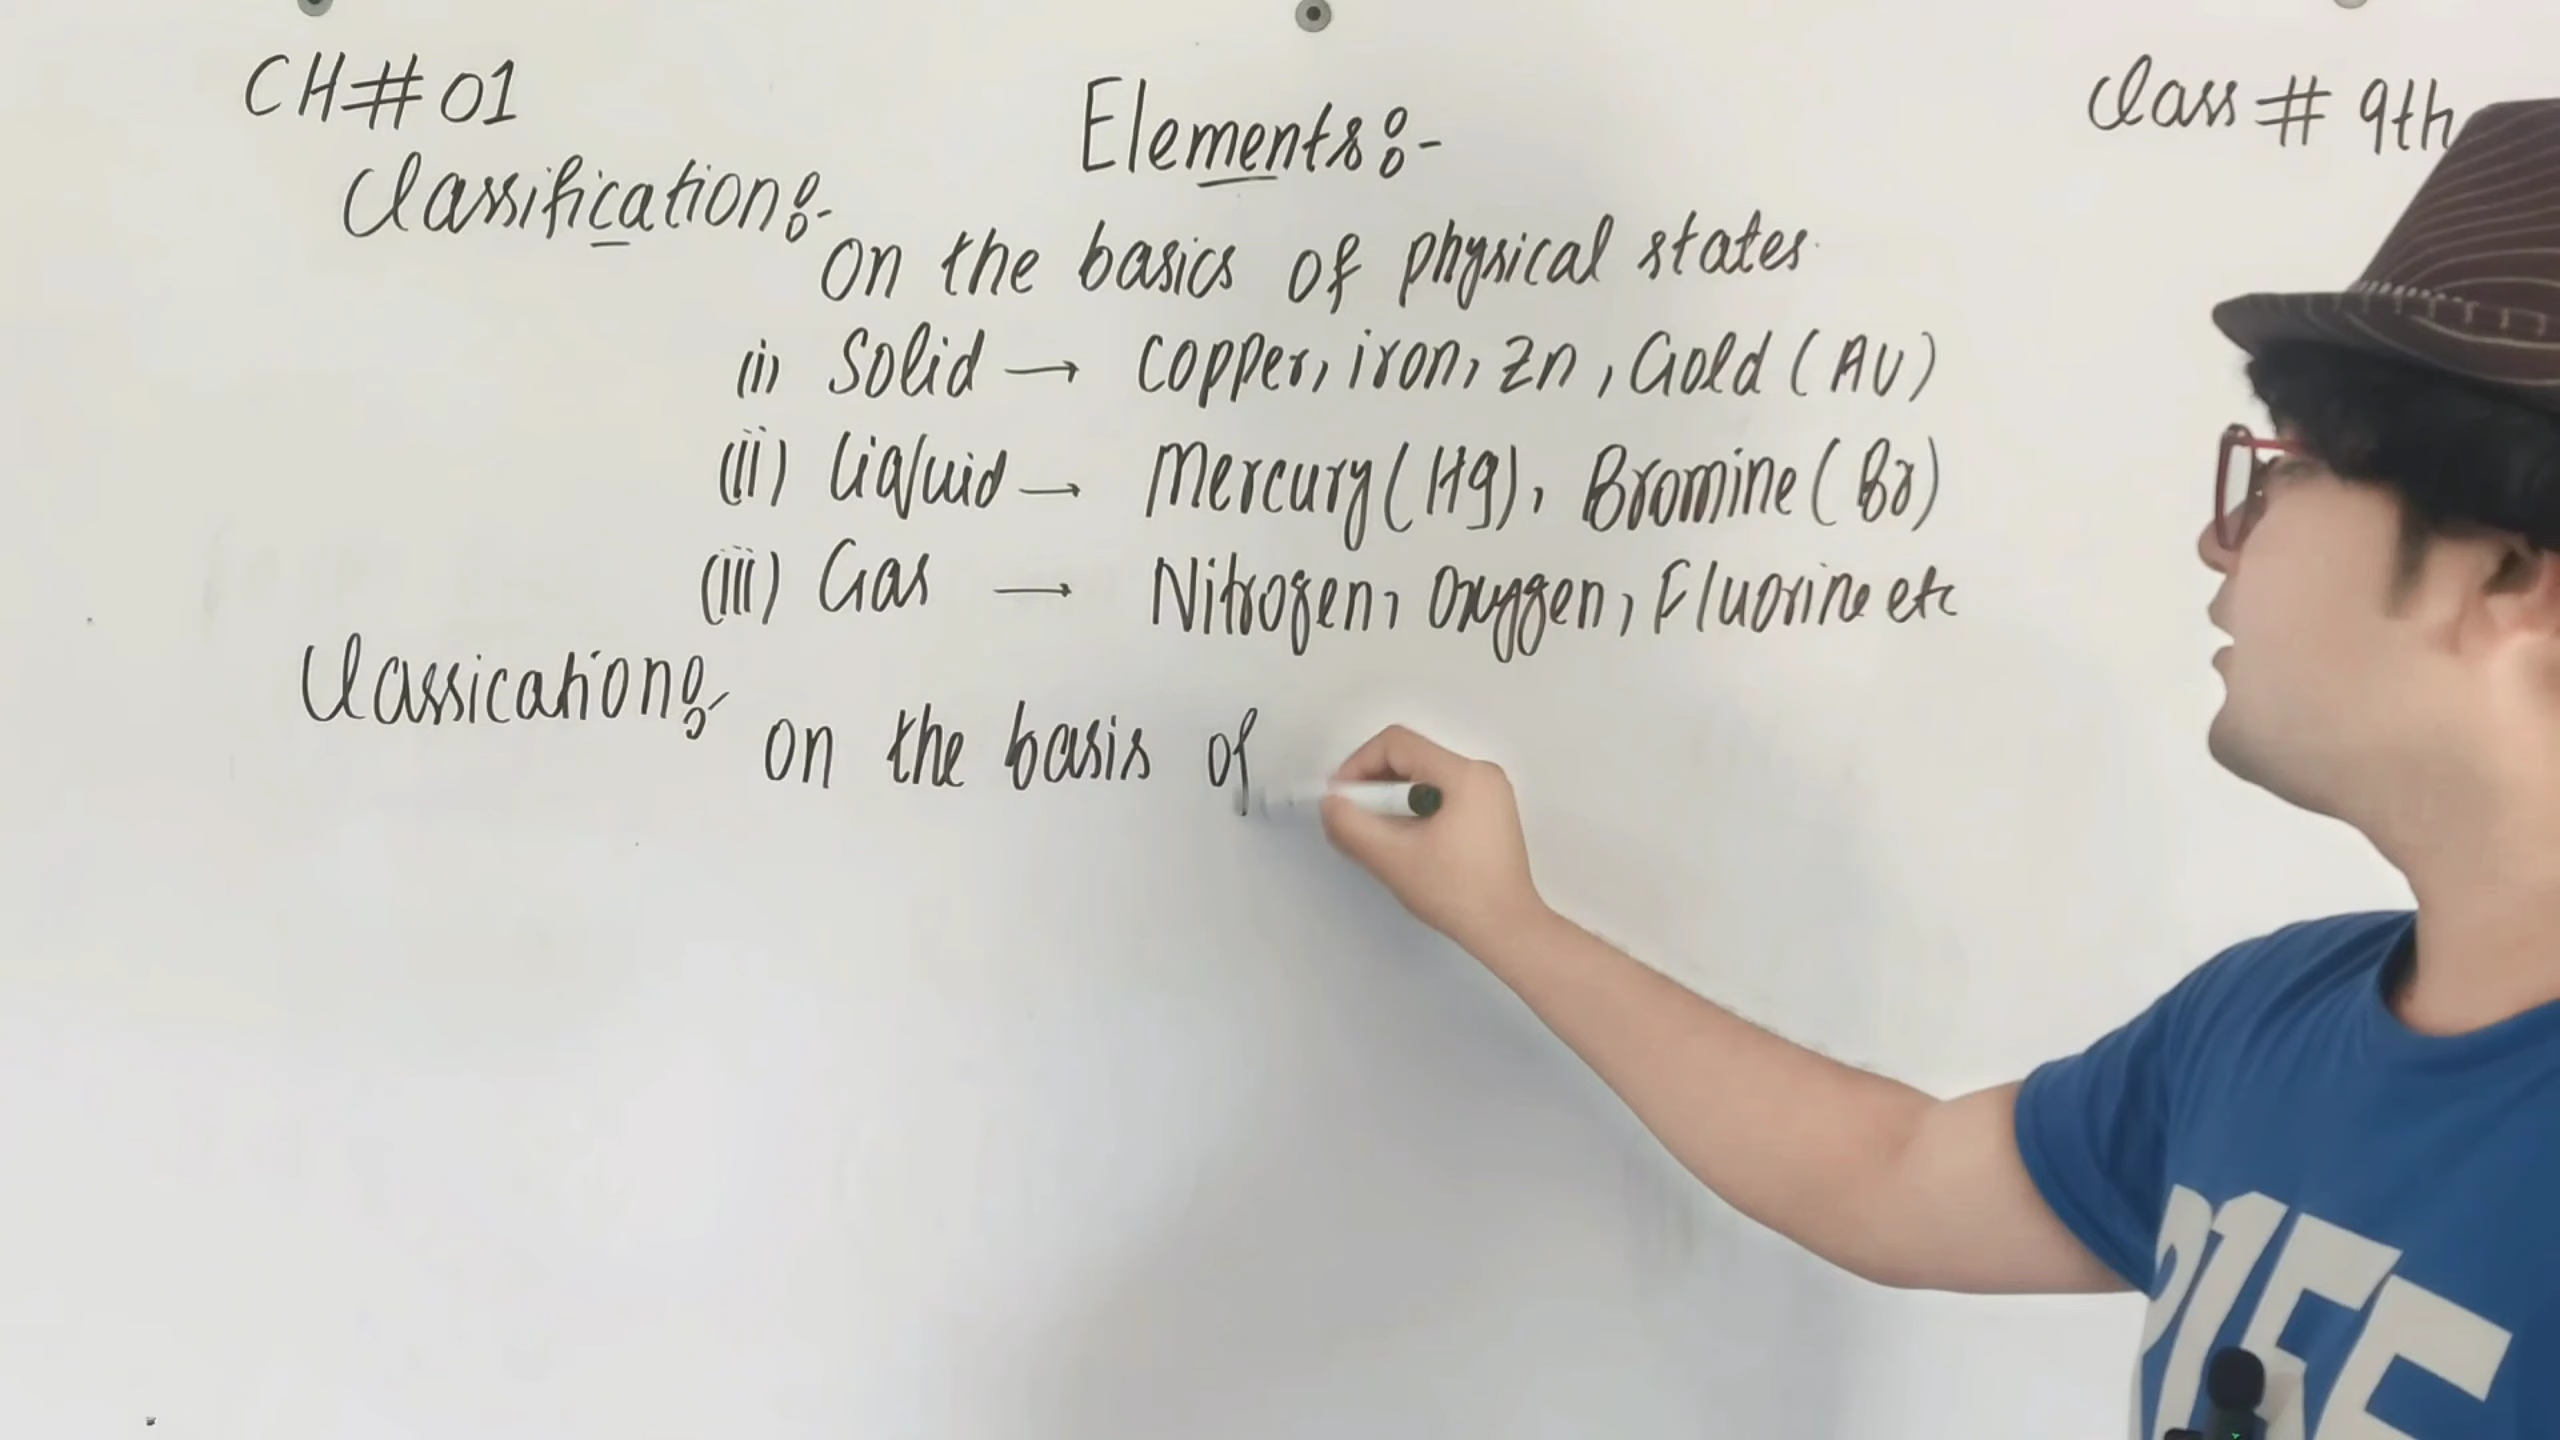 CH# 01
Class # 9th
Elements:-
Classification:-
On the basics of physical states
(i) Solid → Copper, iron, Zn, Gold (AU)
(ii) Liquid → Mercury(Hg), Bromine(Br)
(iii) Gas → Nitrogen, Oxygen, Fluorine etc
Classication:-
On the basis of